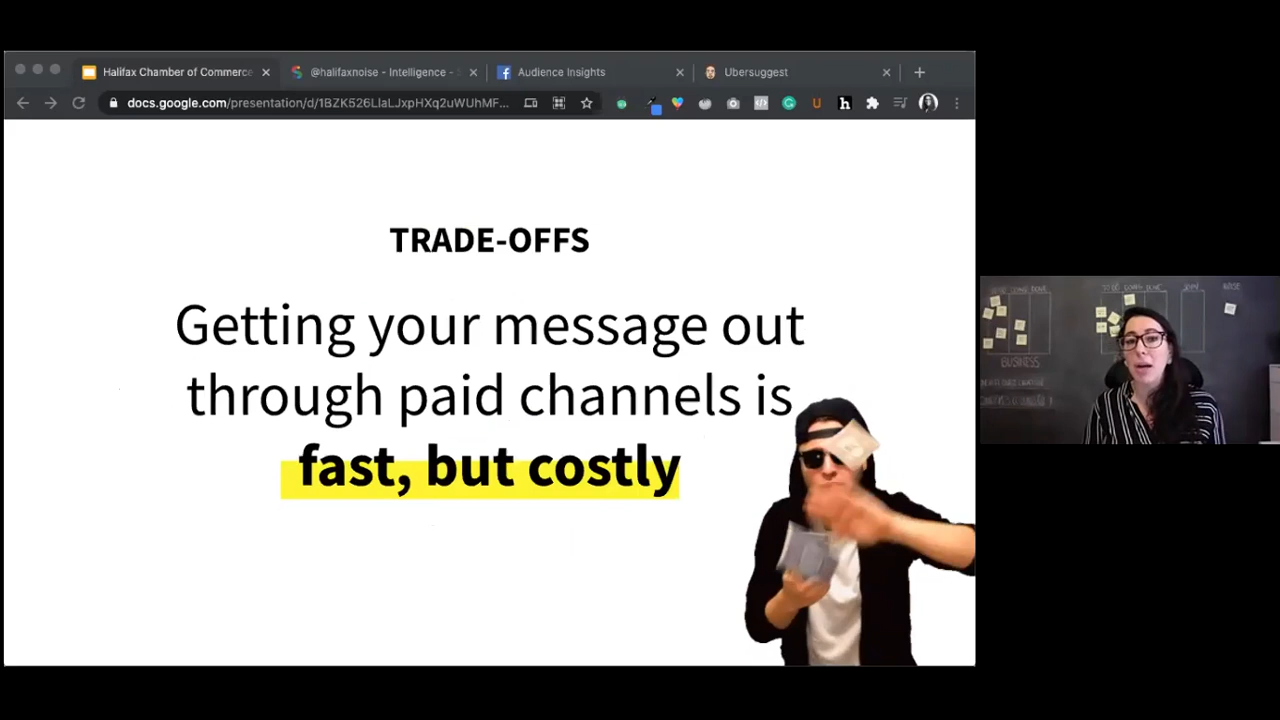 Halifax Chamber of Commerce
@halifaxnoise - Intelligence -
Audience Insights
Ubersuggest
docs.google.com/presentation/d/1BZK526LlaLJxpHXq2uWUhMF...
TRADE-OFFS
Getting your message out
through paid channels is
fast, but costly
BUSINESS